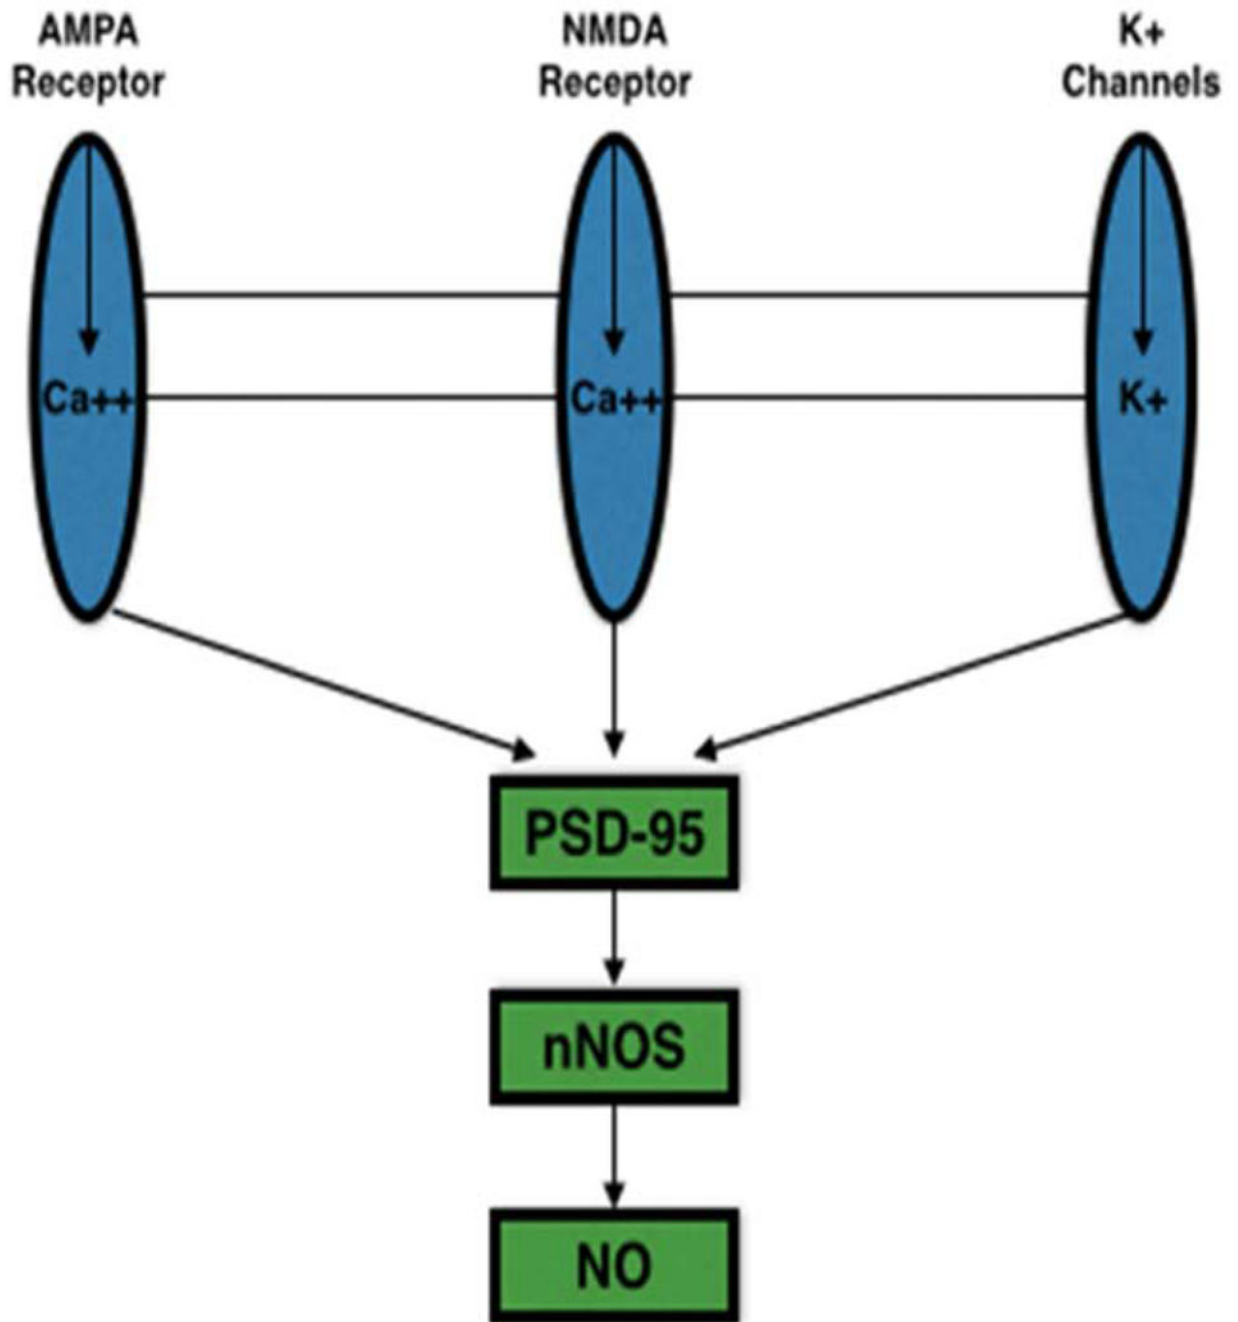 AMPA
Receptor
NMDA
Receptor
K+
Channels
Ca++
Ca++
K+
PSD-95
nNOS
NO